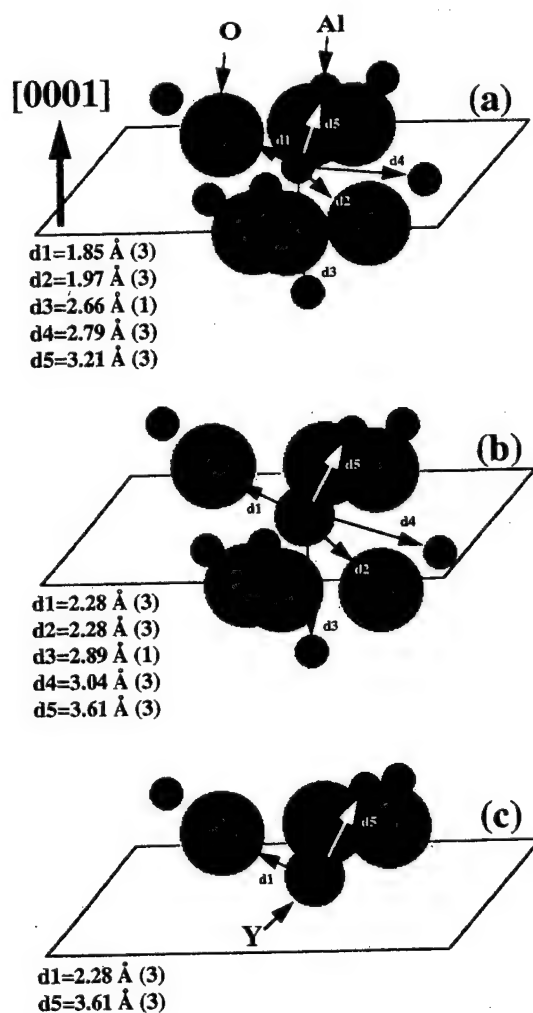 O
Al
[0001]
(a)
d5
d1
d4
d2
d3
d1=1.85 Å (3)
d2=1.97 Å (3)
d3=2.66 Å (1)
d4=2.79 Å (3)
d5=3.21 Å (3)
(b)
d5
d1
d4
d2
d3
d1=2.28 Å (3)
d2=2.28 Å (3)
d3=2.89 Å (1)
d4=3.04 Å (3)
d5=3.61 Å (3)
(c)
d5
d1
Y
d1=2.28 Å (3)
d5=3.61 Å (3)